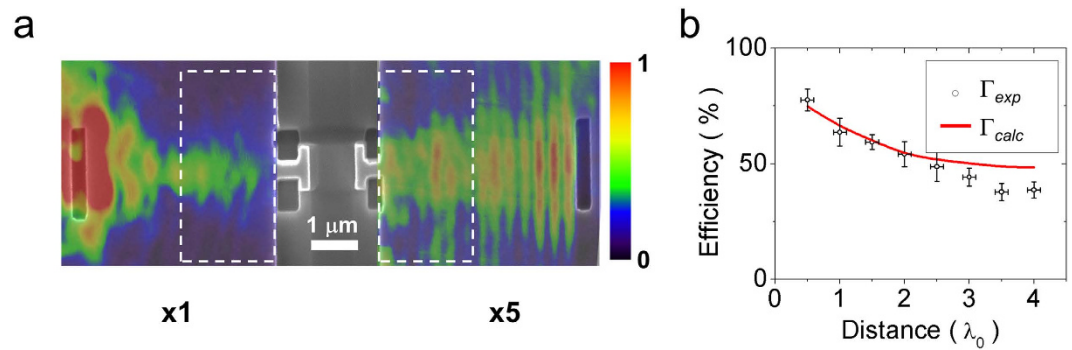 a
1
0
1 μm
x1
x5
b
100
50
0
Efficiency ( % )
Γexp
Γcalc
0 1 2 3 4
Distance ( λ0 )